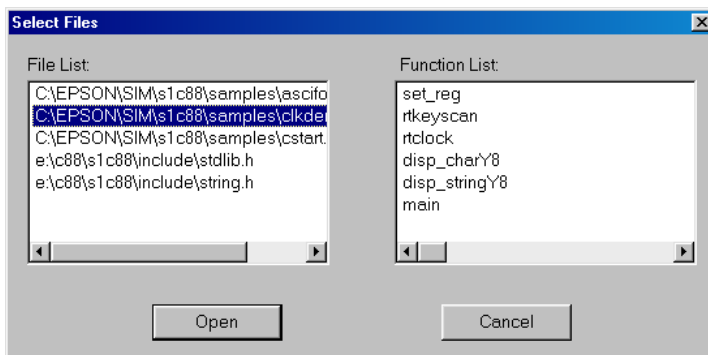 Select Files
File List:
C:\EPSON\SIM\s1c88\samples\ascifo
C:\EPSON\SIM\s1c88\samples\clkde
C:\EPSON\SIM\s1c88\samples\cstart.
e:\c88\s1c88\include\stdlib.h
e:\c88\s1c88\include\string.h
Function List:
set_reg
rtkeyscan
rtclock
disp_charY8
disp_stringY8
main
Open
Cancel